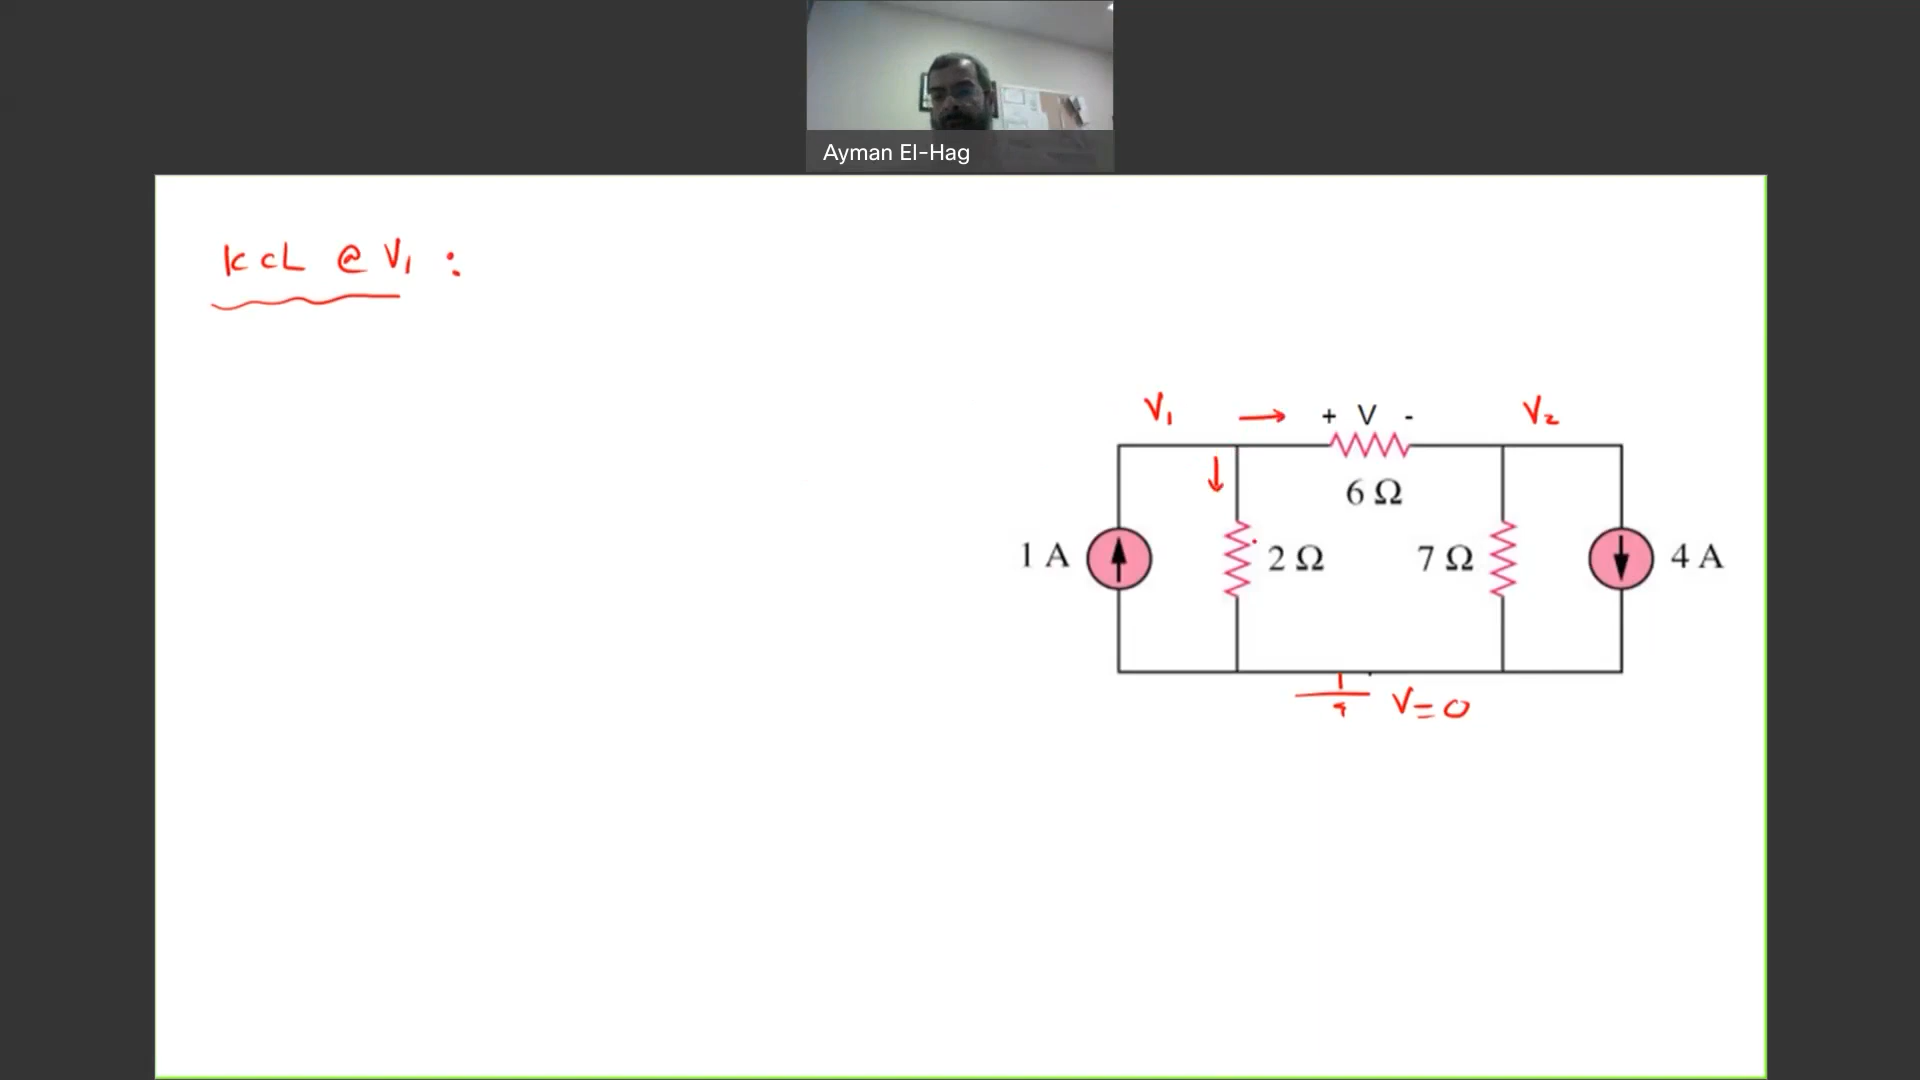 Ayman El-Hag
KCL @ V1 :
V1 → + V - V2
↓
6 Ω
1 A 2 Ω 7 Ω 4 A
V=0